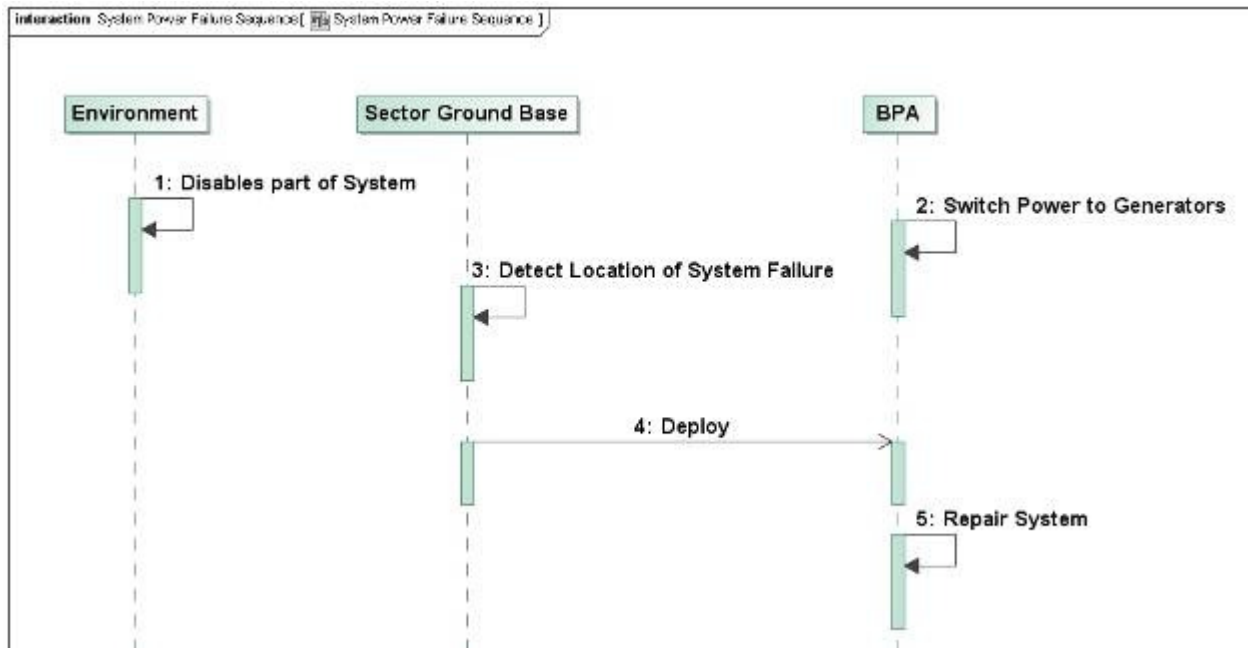 interaction System Power Failure Sequence[ System Power Failure Sequence ]
Environment
Sector Ground Base
BPA
1: Disables part of System
2: Switch Power to Generators
3: Detect Location of System Failure
4: Deploy
5: Repair System